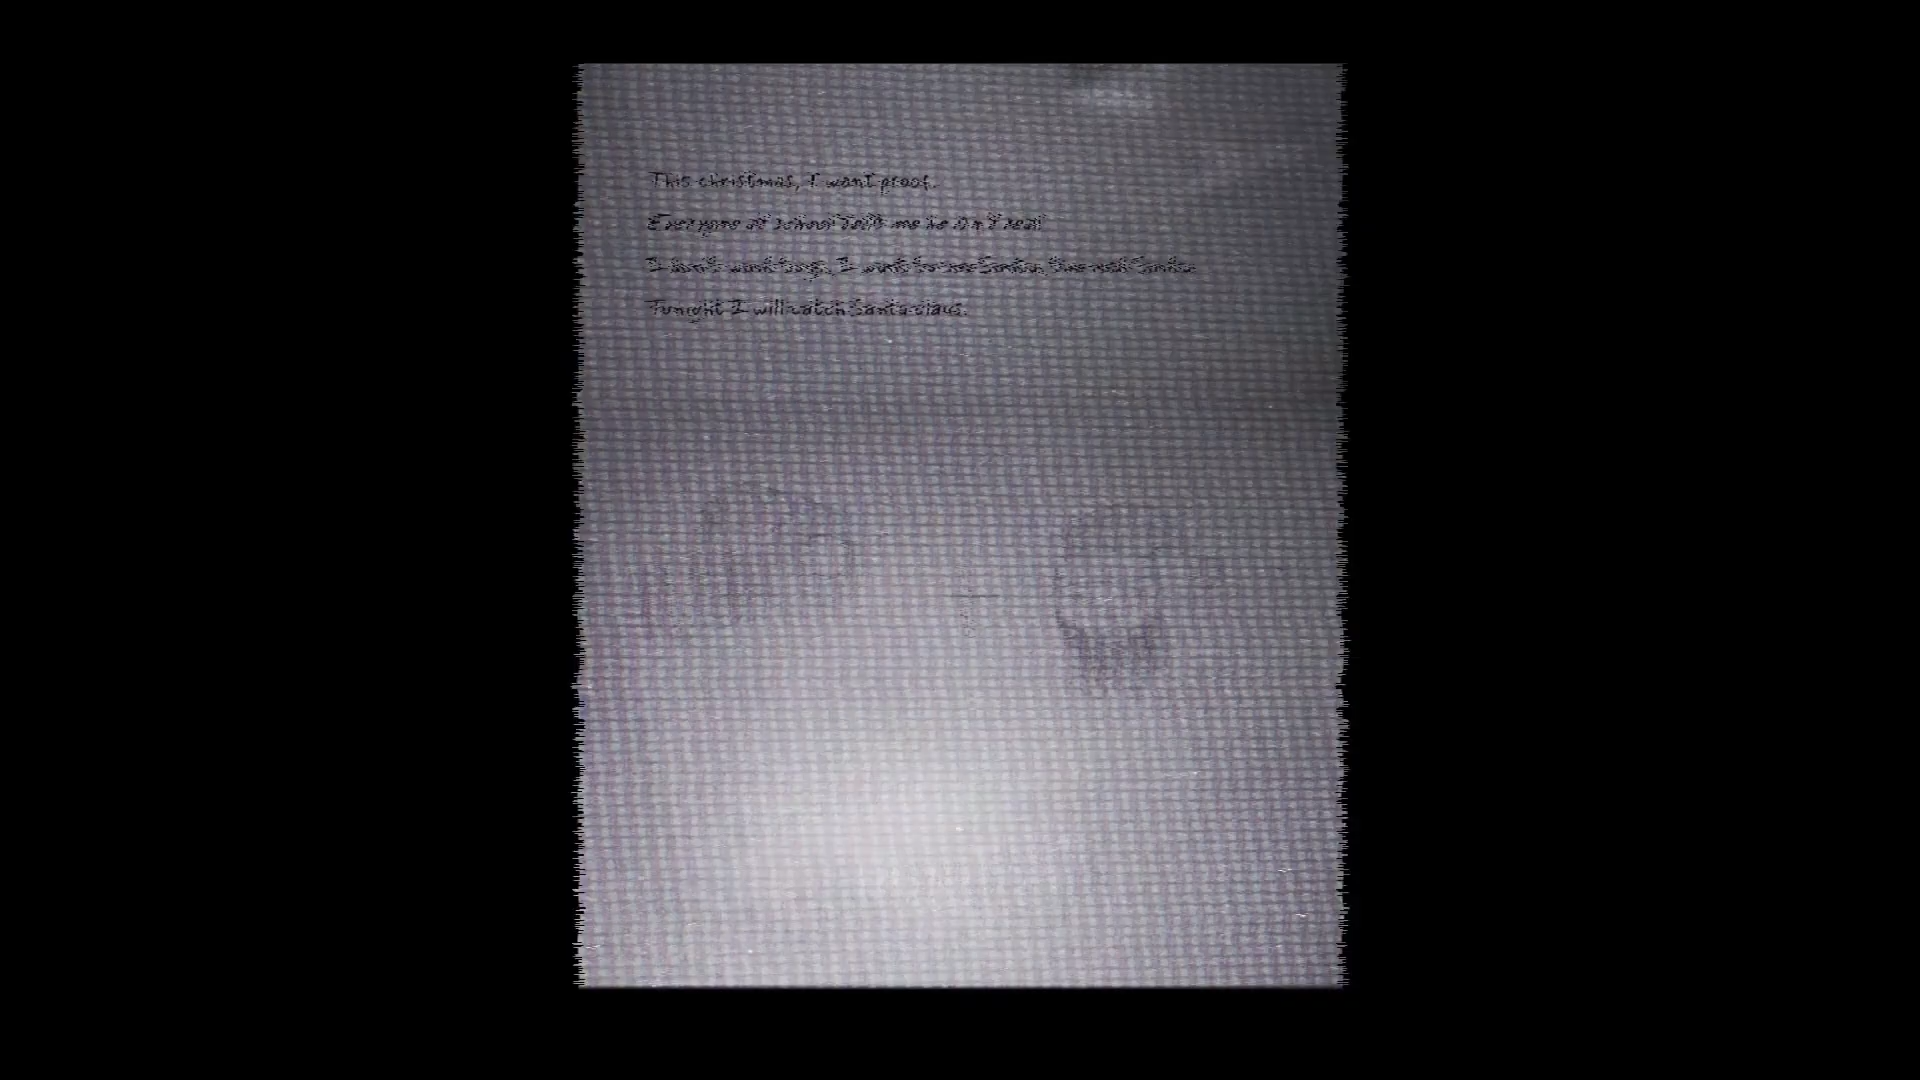 This christmas, I want proof.
Everyone at school tells me he isn't real!
I don't want toys, I want to see Santa, the real Santa.
Tonight I will catch Santa claus.